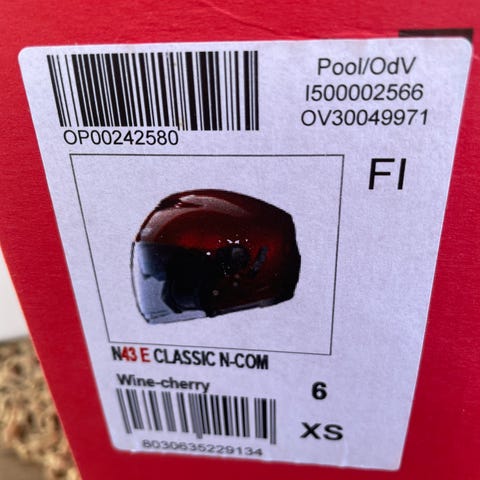 Pool/OdV
I500002566
OV30049971
OP00242580
FI
N43 E CLASSIC N-COM
Wine-cherry
6
XS
8030635229134